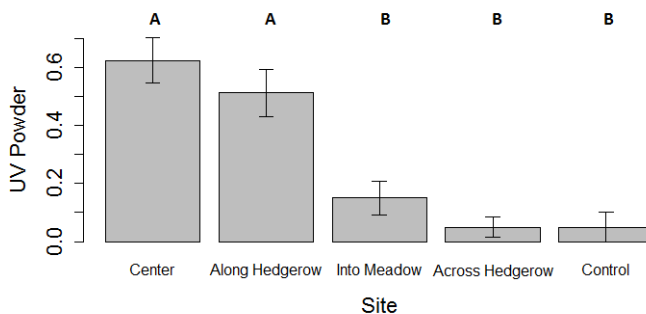 A A B B B
UV Powder
0.6
0.4
0.2
0.0
Center Along Hedgerow Into Meadow Across Hedgerow Control
Site